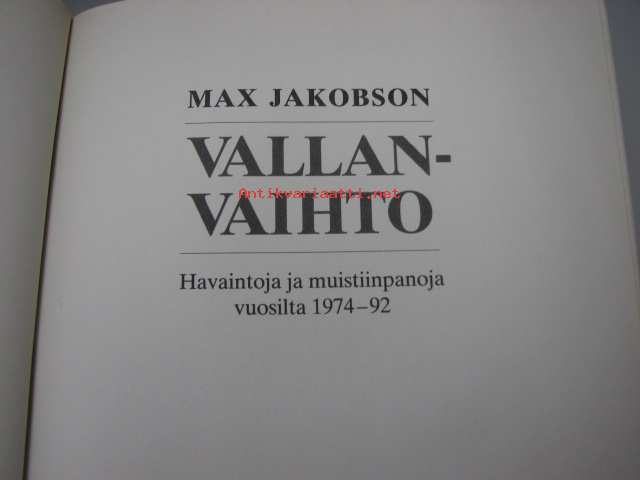 MAX JAKOBSON
VALLAN-
Antikvariaatti.net
VAIHTO
Havaintoja ja muistiinpanoja
vuosilta 1974–92